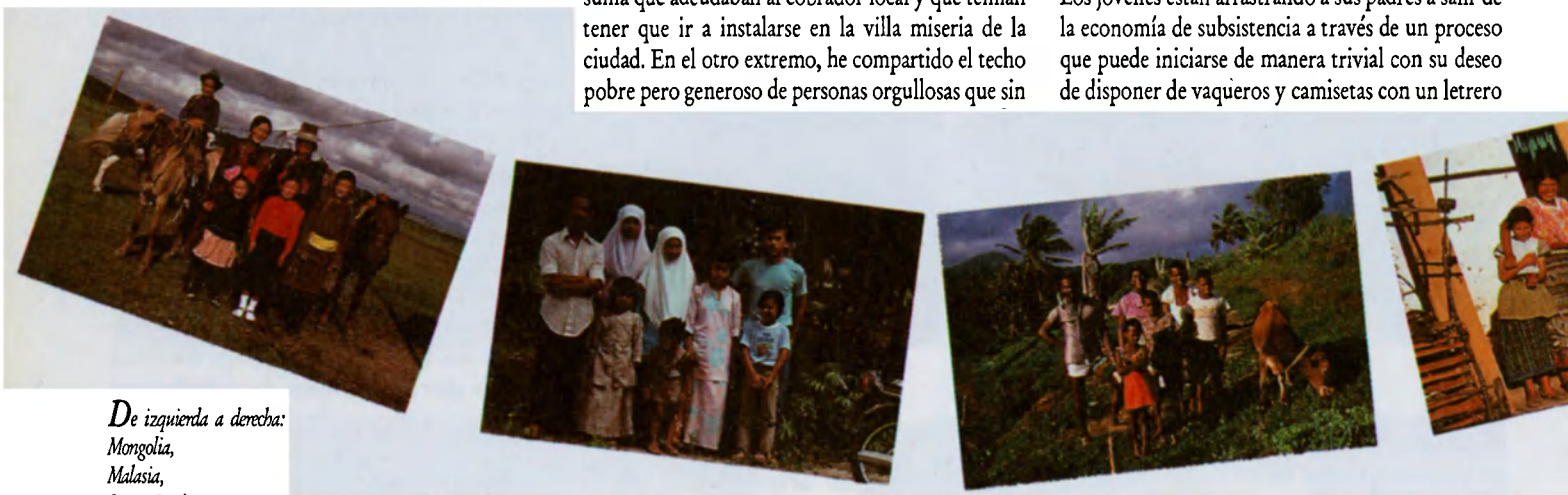 suma que adeudaban al cobrador local y que tenían
tener que ir a instalarse en la villa miseria de la
ciudad. En el otro extremo, he compartido el techo
pobre pero generoso de personas orgullosas que sin
Los jóvenes están arrastrando a sus padres a salir de
la economía de subsistencia a través de un proceso
que puede iniciarse de manera trivial con su deseo
de disponer de vaqueros y camisetas con un letrero
De izquierda a derecha:
Mongolia,
Malasia,